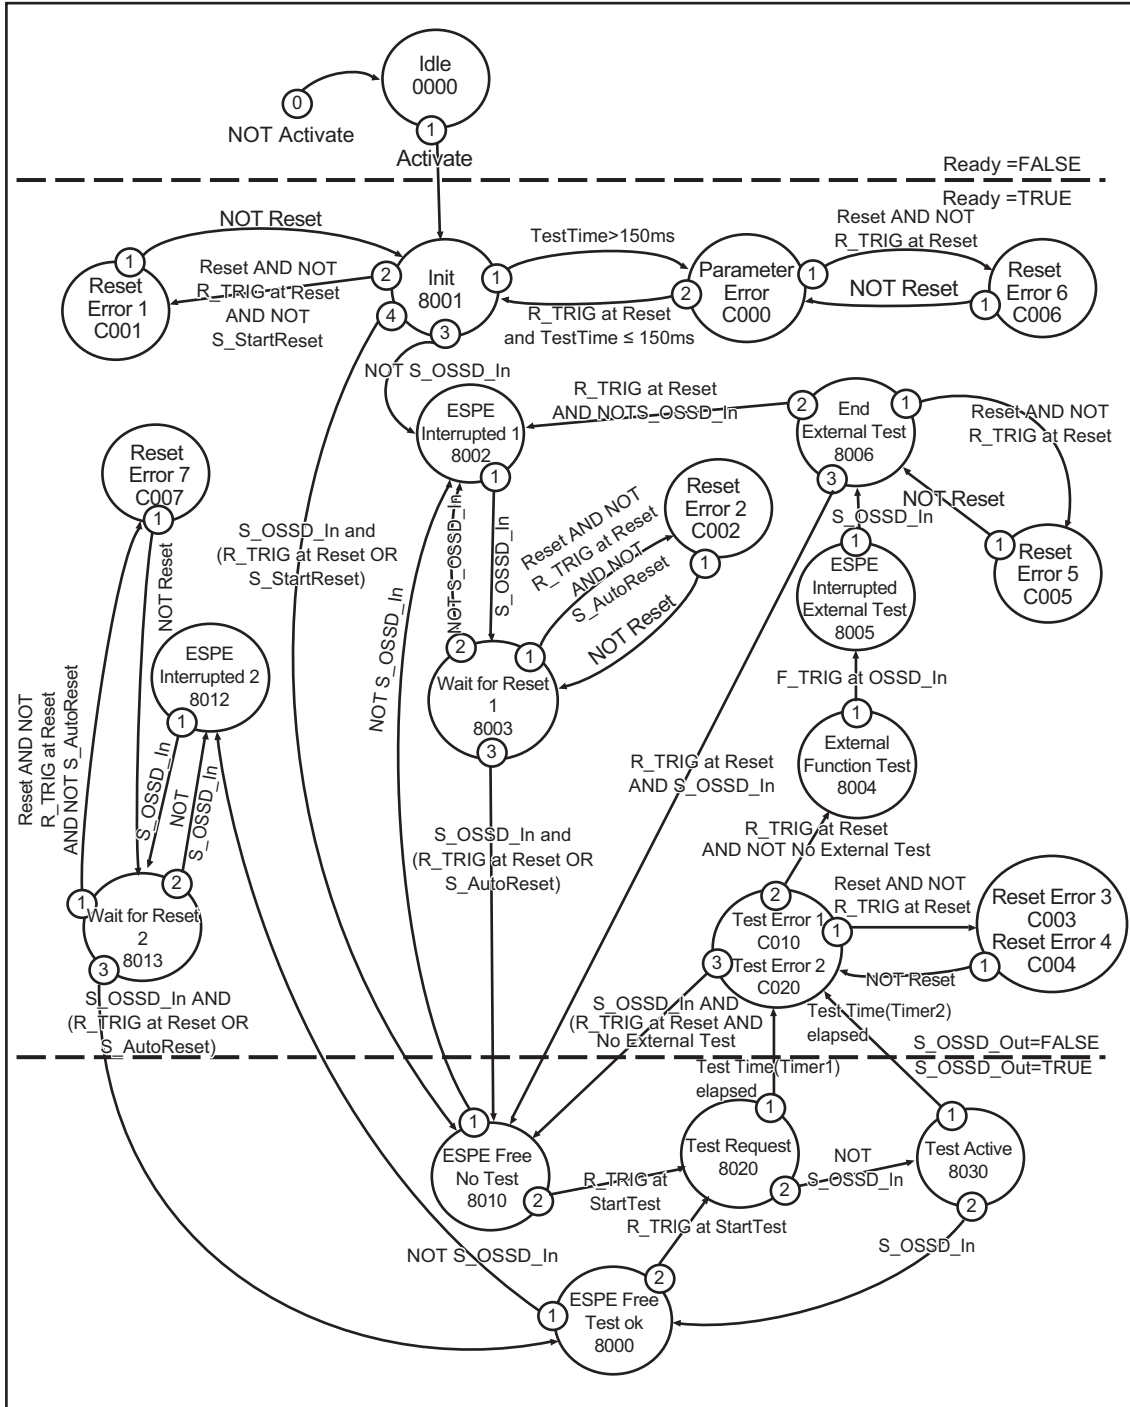 Idle
0000
0
NOT Activate
1
Activate
Ready =FALSE
Ready =TRUE
NOT Reset
1
Reset
Error 1
C001
Reset AND NOT
R_TRIG at Reset
AND NOT
S_StartReset
2
Init
8001
1
4
3
TestTime>150ms
R_TRIG at Reset
and TestTime ≤ 150ms
Parameter
Error
C000
2
1
Reset AND NOT
R_TRIG at Reset
NOT Reset
Reset
Error 6
C006
1
NOT S_OSSD_In
ESPE
Interrupted 1
8002
1
R_TRIG at Reset
AND NOTS_OSSD_In
2
End
External Test
8006
1
3
Reset AND NOT
R_TRIG at Reset
NOT Reset
S_OSSD_In
1
Reset
Error 5
C005
Reset
Error 7
C007
1
NOT Reset
S_OSSD_In and
(R_TRIG at Reset OR
S_StartReset)
NOT S_OSSD_In
NOT S_OSSD_In
S_OSSD_In
Reset AND NOT
R_TRIG at Reset
AND NOT
S_AutoReset
Reset
Error 2
C002
1
NOT Reset
1
ESPE
Interrupted
External Test
8005
F_TRIG at OSSD_In
ESPE
Interrupted 2
8012
1
S_OSSD_In
NOT
S_OSSD_In
Reset AND NOT
R_TRIG at Reset
AND NOT S_AutoReset
2
1
Wait for Reset
1
8003
3
1
External
Function Test
8004
R_TRIG at Reset
AND S_OSSD_In
S_OSSD_In and
(R_TRIG at Reset OR
S_AutoReset)
R_TRIG at Reset
AND NOT No External Test
1
2
Wait for Reset
2
8013
3
S_OSSD_In AND
(R_TRIG at Reset OR
S_AutoReset)
2
Test Error 1
C010
Test Error 2
C020
1
3
Reset AND NOT
R_TRIG at Reset
NOT Reset
Reset Error 3
C003
Reset Error 4
C004
1
S_OSSD_In AND
(R_TRIG at Reset AND
No External Test
Test Time(Timer2)
elapsed
S_OSSD_Out=FALSE
S_OSSD_Out=TRUE
Test Time(Timer1)
elapsed
1
ESPE Free
No Test
8010
2
R_TRIG at
StartTest
1
Test Request
8020
2
NOT
S_OSSD_In
1
Test Active
8030
2
R_TRIG at StartTest
S_OSSD_In
NOT S_OSSD_In
1
2
ESPE Free
Test ok
8000